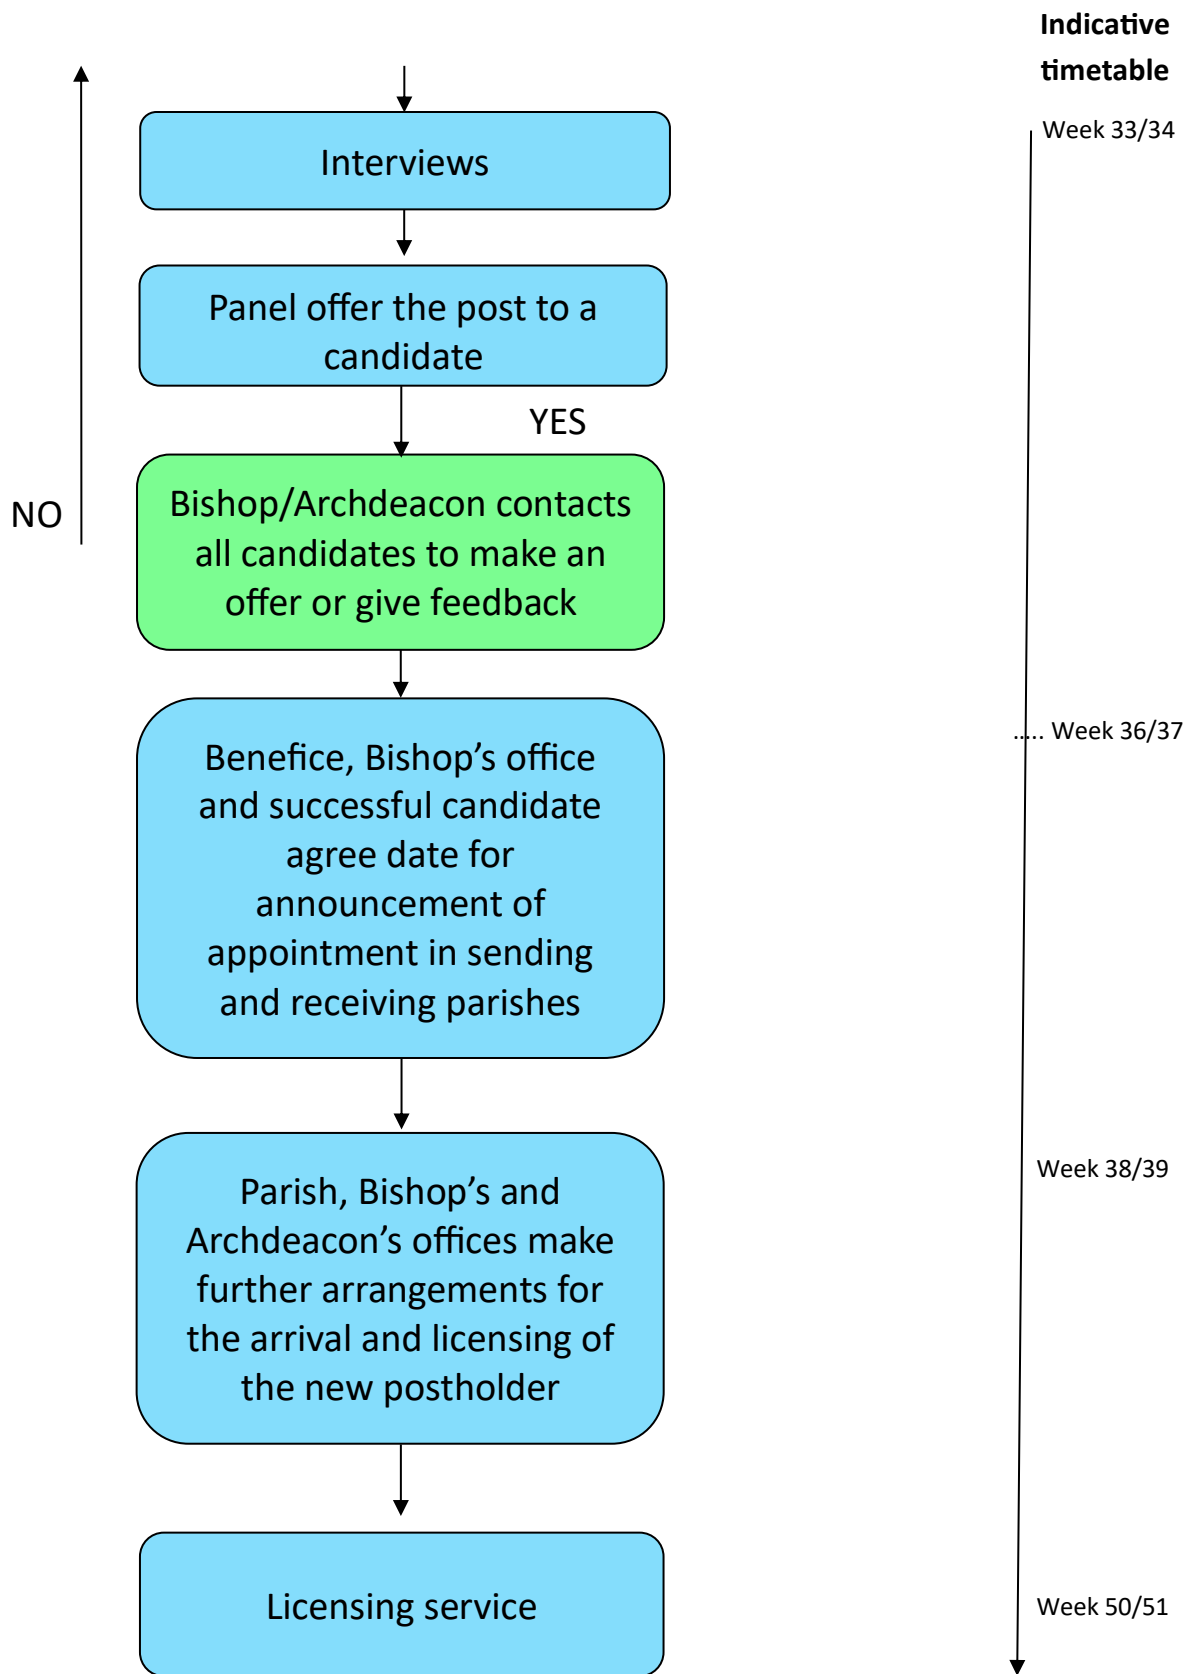 Indicative
timetable
Week 33/34
Interviews
Panel offer the post to a
candidate
YES
NO
Bishop/Archdeacon contacts
all candidates to make an
offer or give feedback
Benefice, Bishop’s office
and successful candidate
agree date for
announcement of
appointment in sending
and receiving parishes
..... Week 36/37
Parish, Bishop’s and
Archdeacon’s offices make
further arrangements for
the arrival and licensing of
the new postholder
Week 38/39
Licensing service
Week 50/51